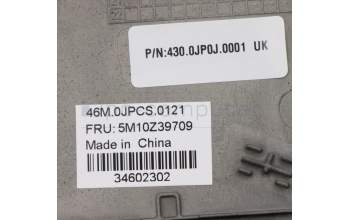 P/N:430.0JP0J.0001 UK
46M.0JPCS.0121
FRU: 5M10Z39709
Made in China
34602302